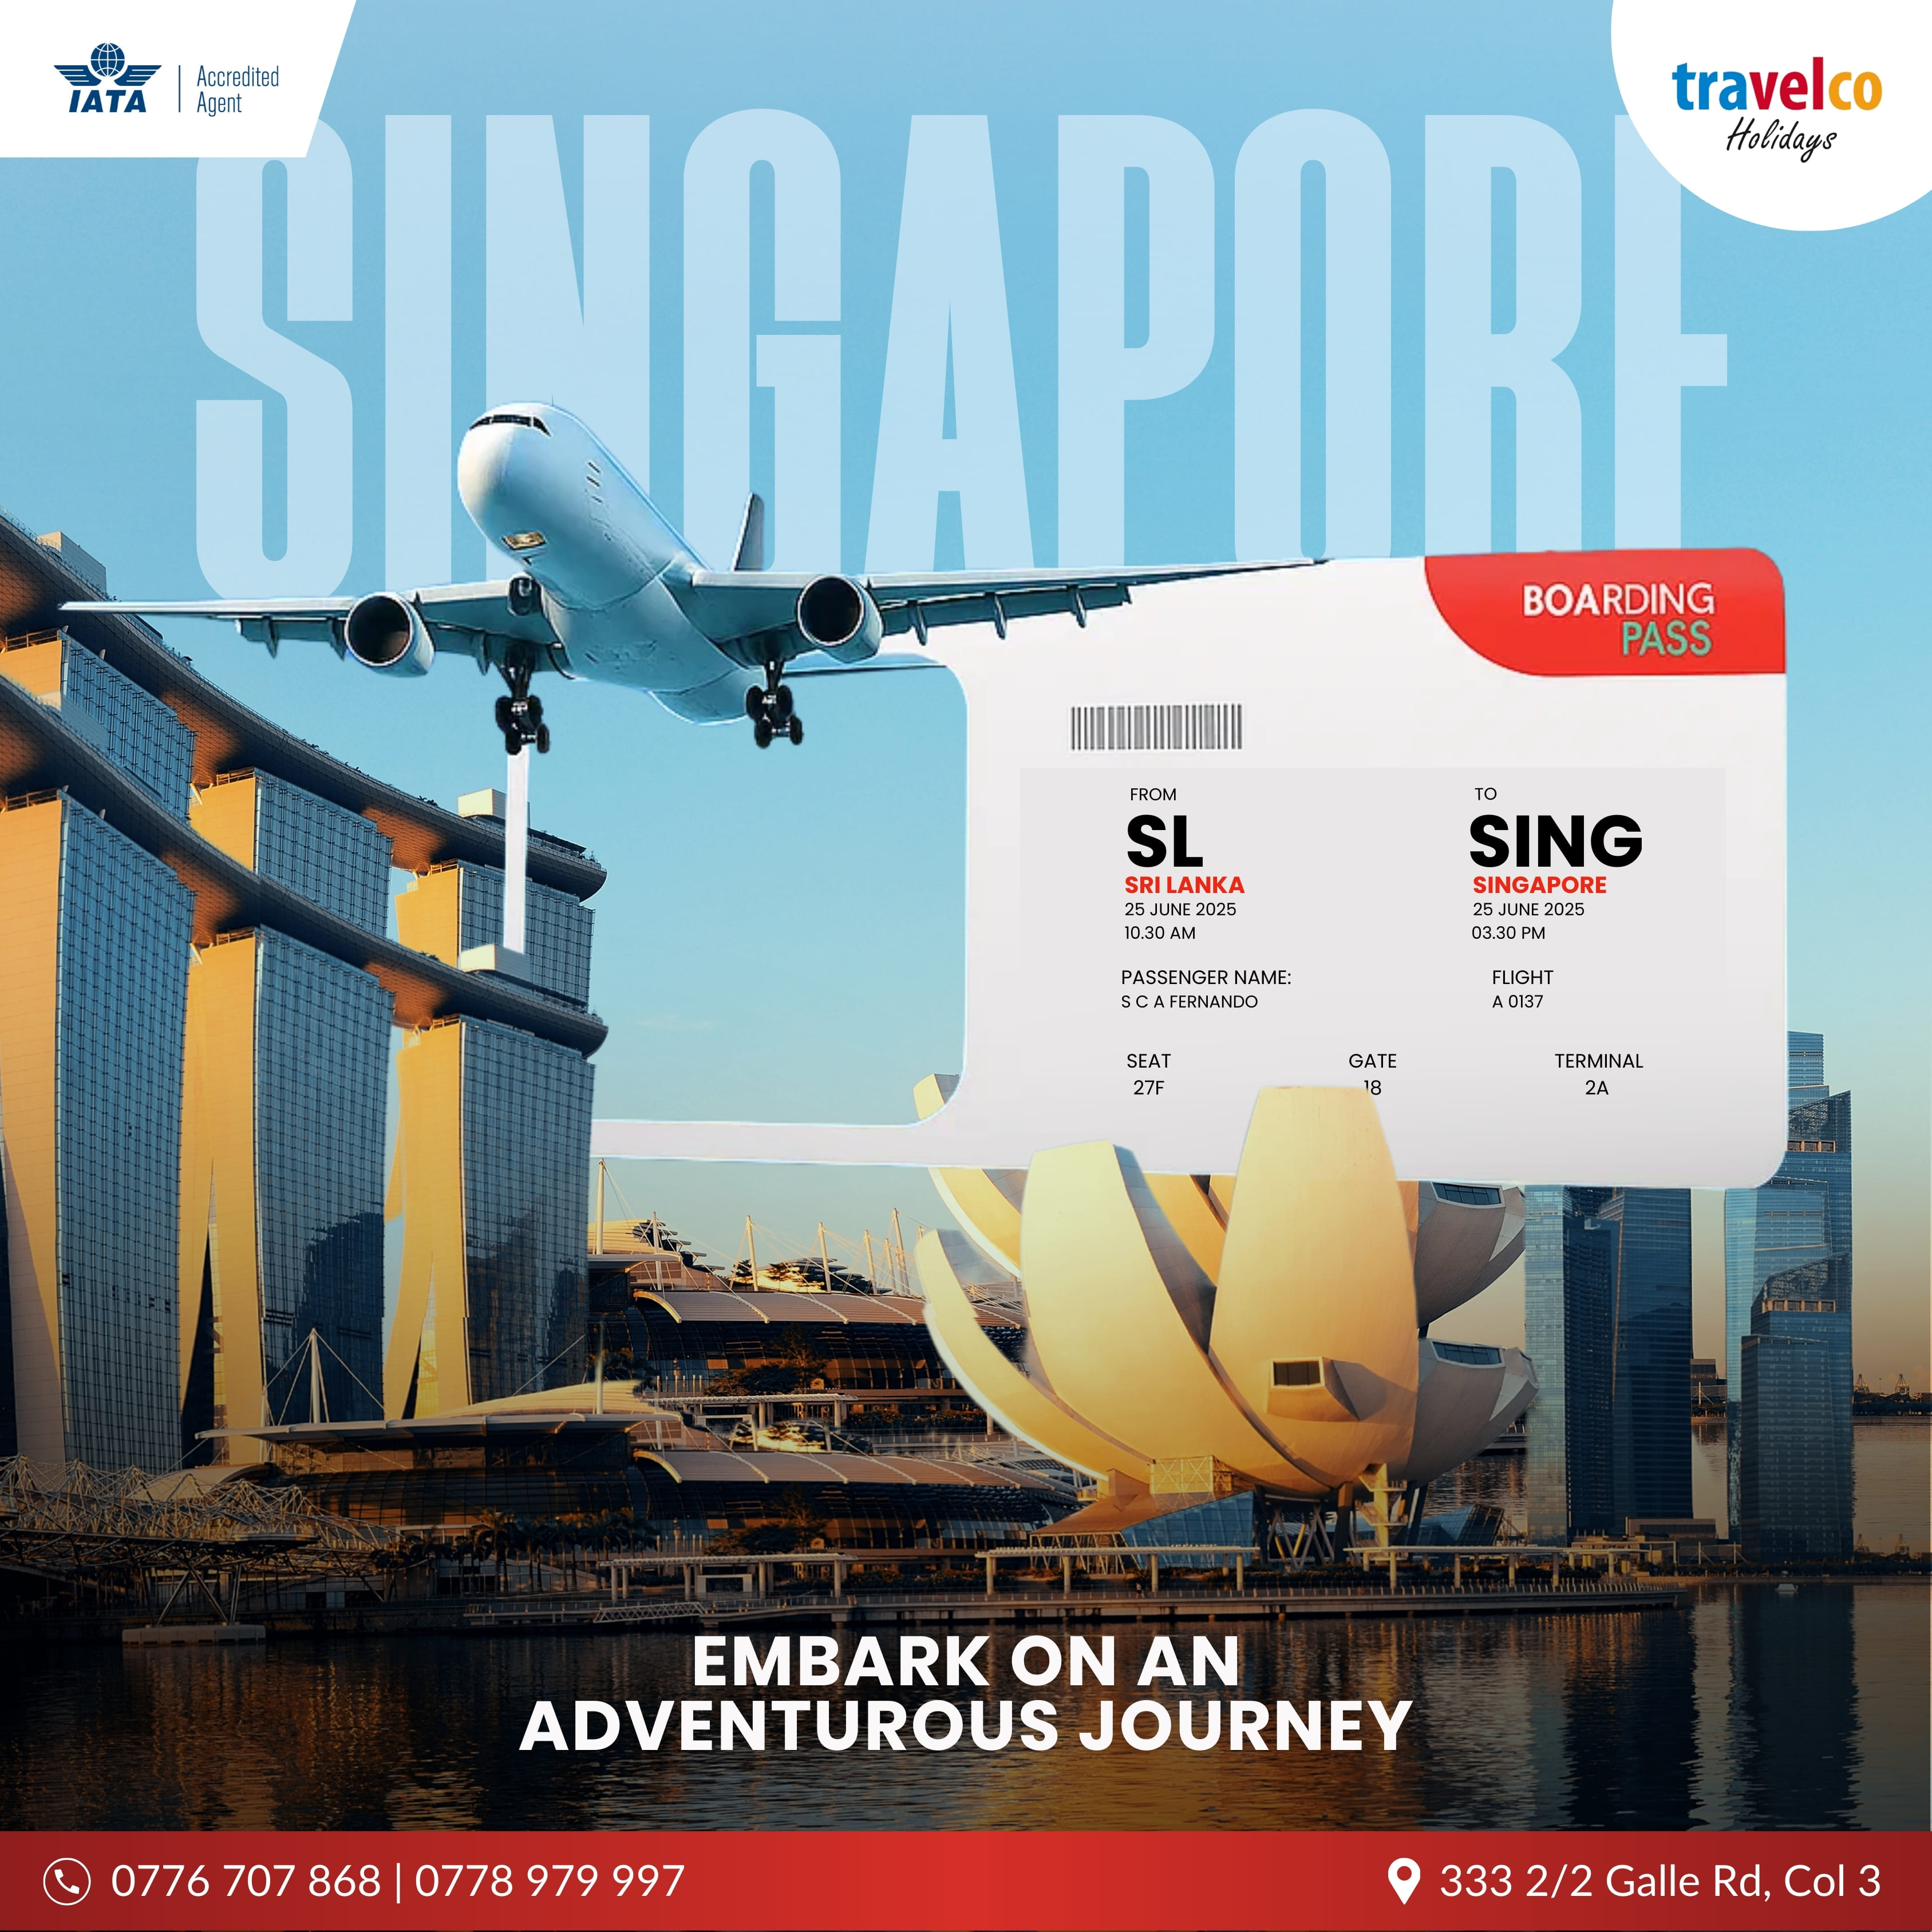 IATA
Accredited
Agent
travelco
Holidays
SINGAPORE
BOARDING
PASS
FROM
SL
SRI LANKA
25 JUNE 2025
10.30 AM
TO
SING
SINGAPORE
25 JUNE 2025
03.30 PM
PASSENGER NAME:
S C A FERNANDO
FLIGHT
A 0137
SEAT
27F
GATE
18
TERMINAL
2A
EMBARK ON AN
ADVENTUROUS JOURNEY
0776 707 868 | 0778 979 997
333 2/2 Galle Rd, Col 3